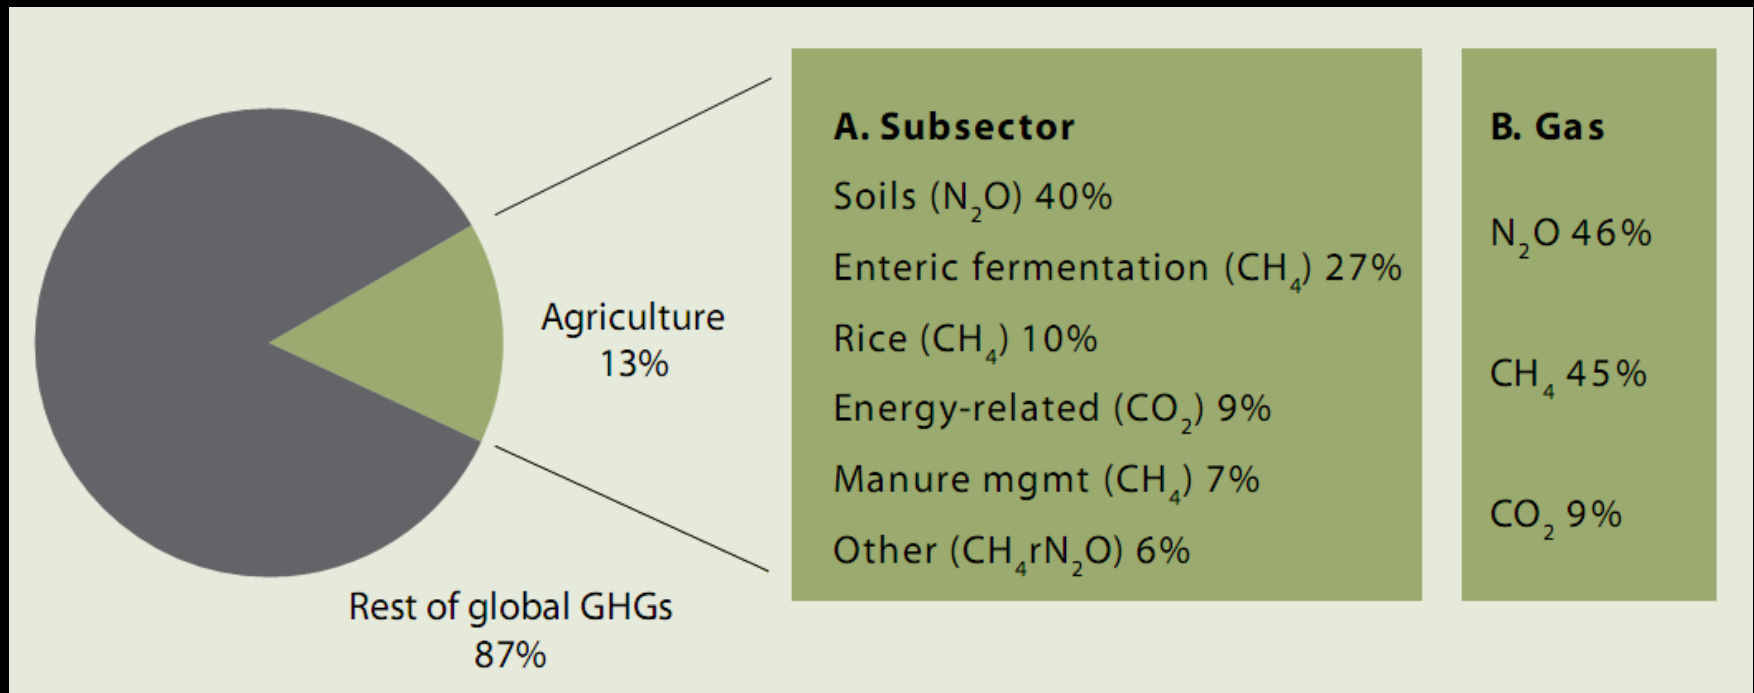 Agriculture
13%
Rest of global GHGs
87%
A. Subsector
Soils (N₂O) 40%
Enteric fermentation (CH₄) 27%
Rice (CH₄) 10%
Energy-related (CO₂) 9%
Manure mgmt (CH₄) 7%
Other (CH₄rN₂O) 6%
B. Gas
N₂O 46%
CH₄ 45%
CO₂ 9%